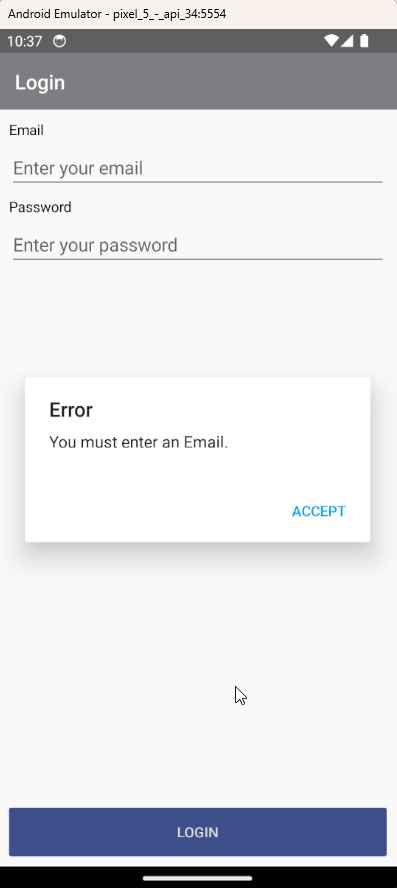 Android Emulator - pixel_5_-_api_34:5554
10:37
Login
Email
Enter your email
Password
Enter your password
Error
You must enter an Email.
ACCEPT
LOGIN